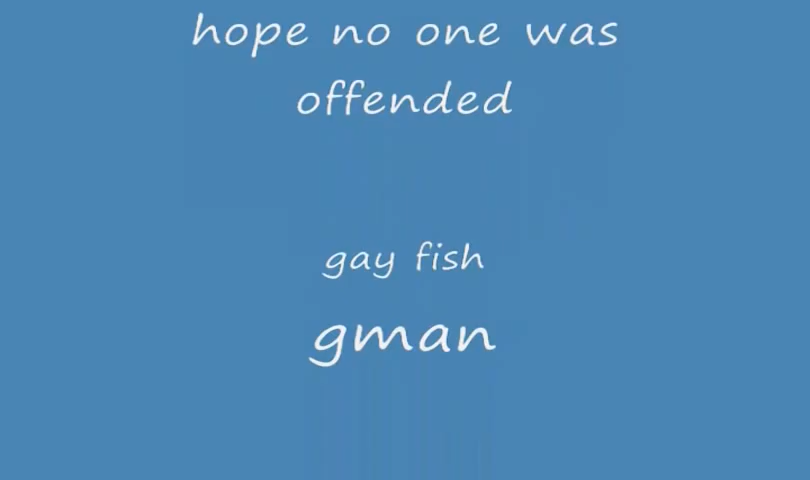 hope no one was
offended
gay fish
gman